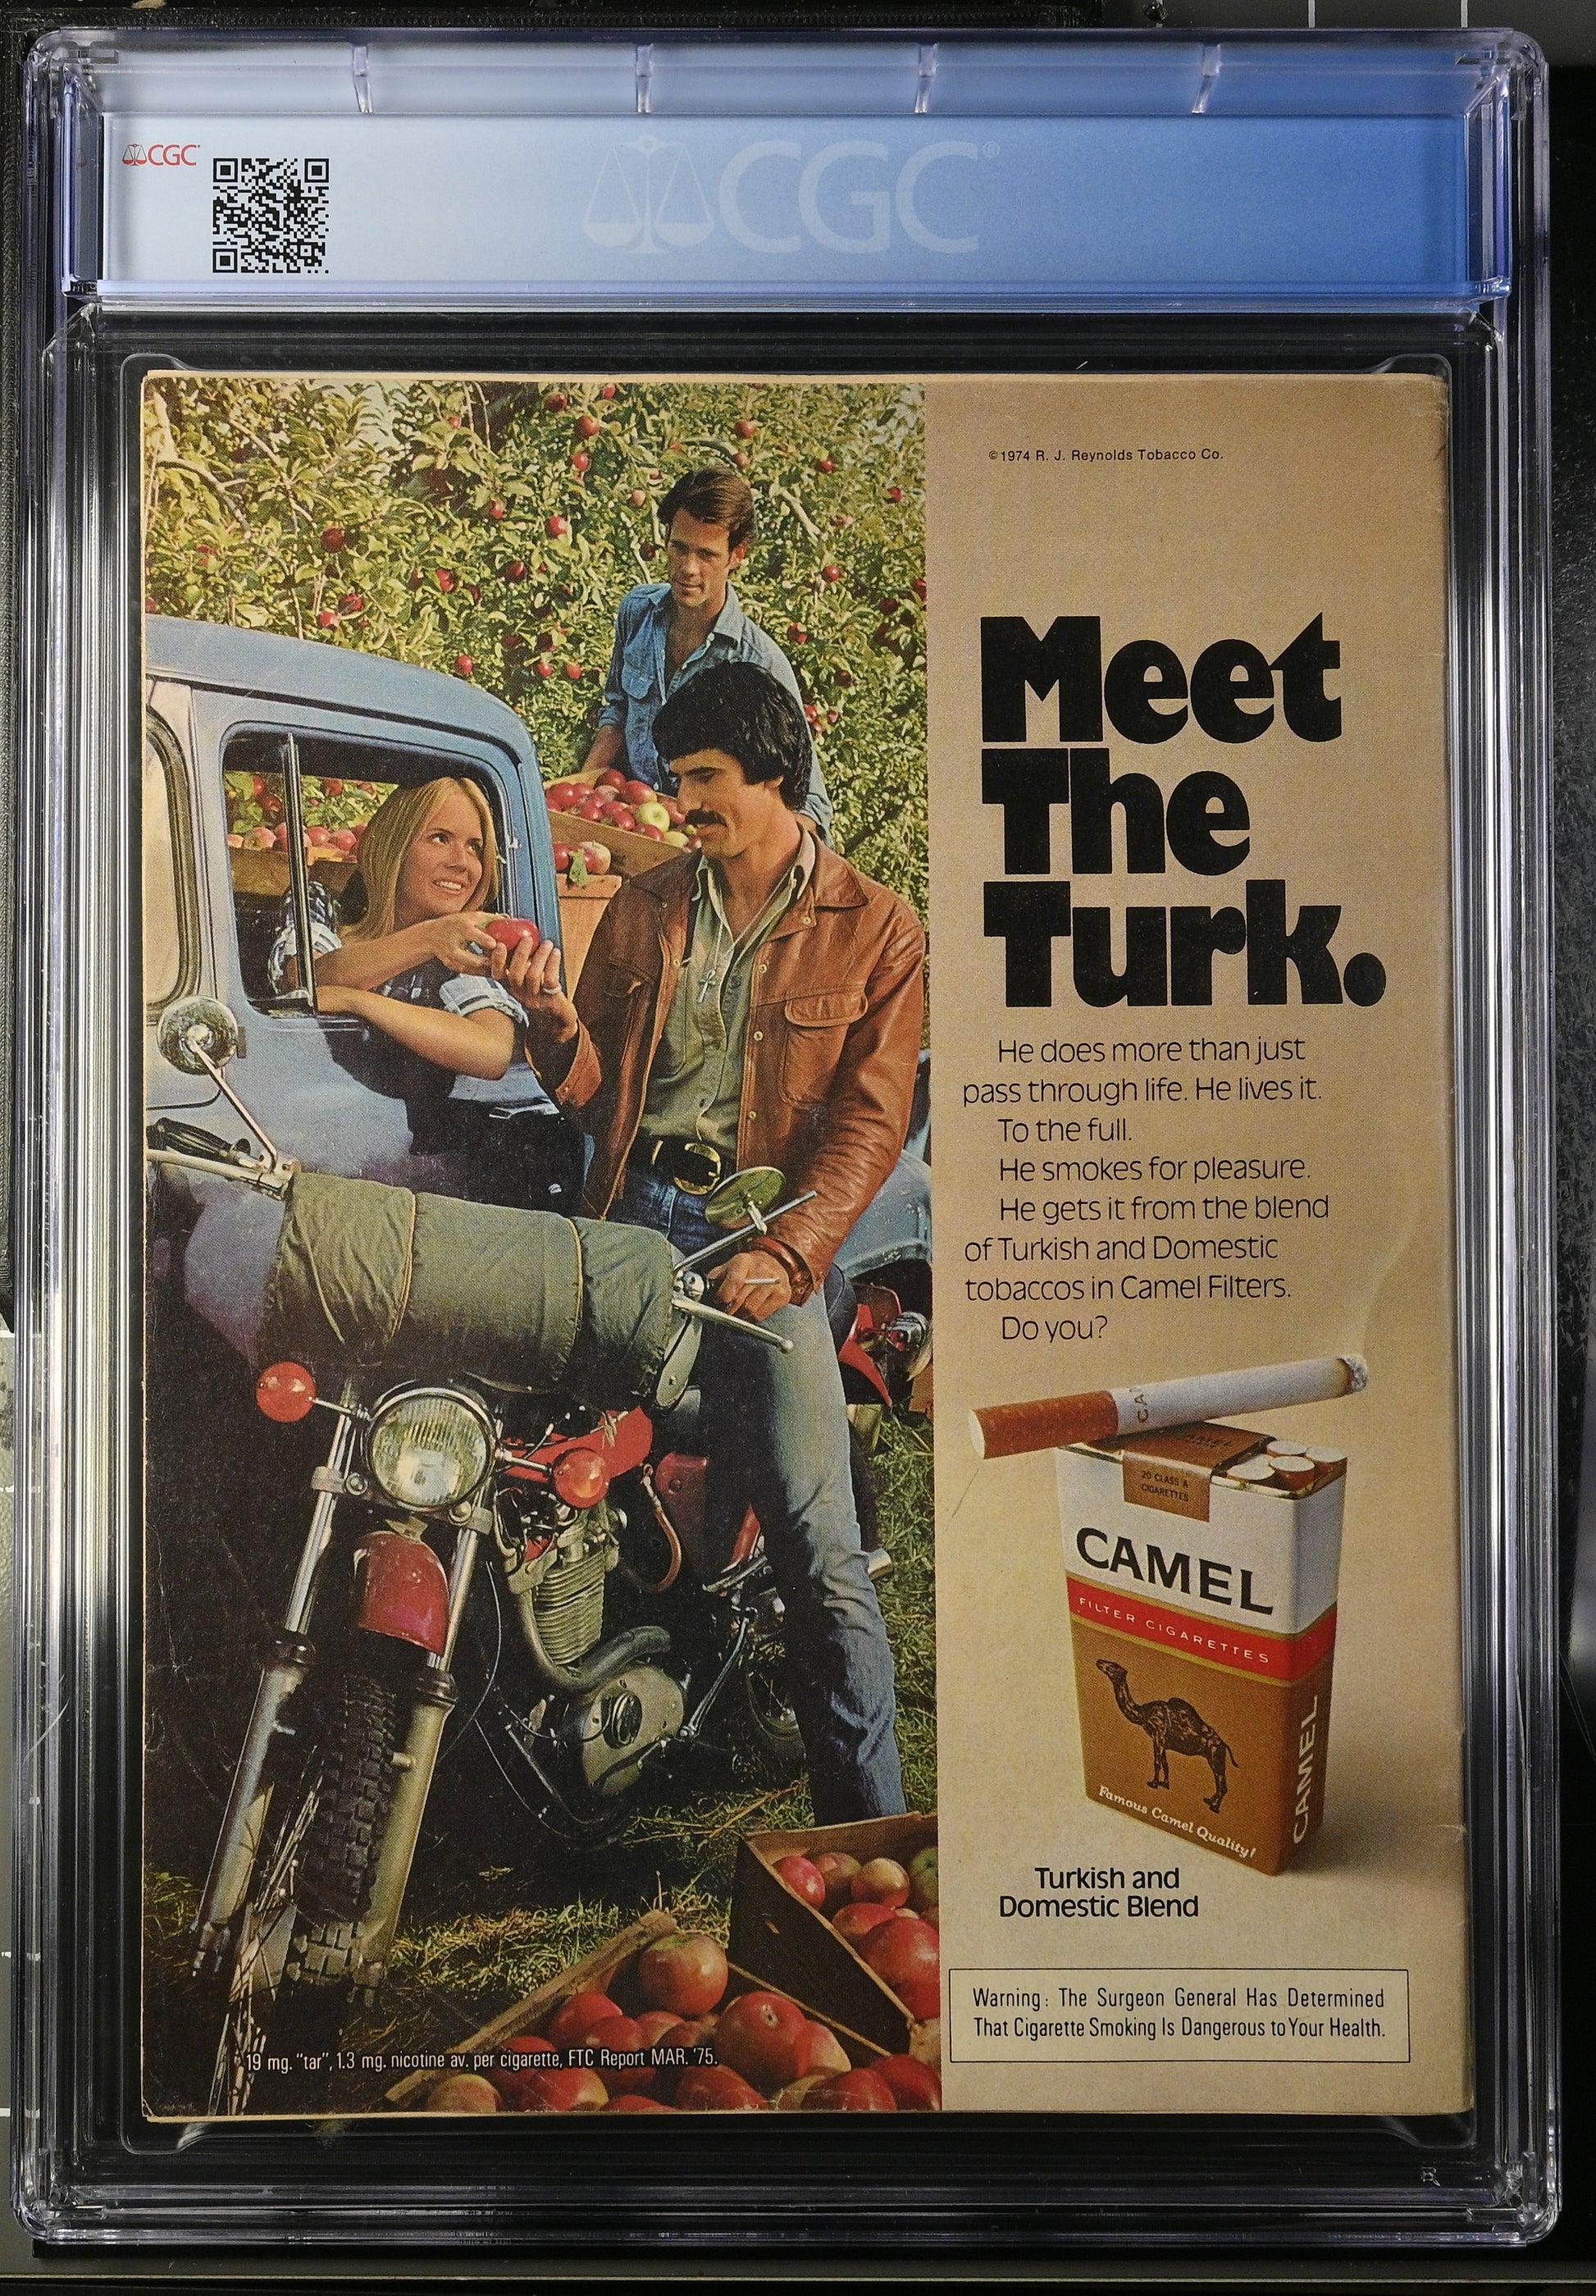 CGC
CGC®
©1974 R. J. Reynolds Tobacco Co.
Meet
The
Turk.
He does more than just
pass through life. He lives it.
To the full.
He smokes for pleasure.
He gets it from the blend
of Turkish and Domestic
tobaccos in Camel Filters.
Do you?
CA
CAMEL
20 CLASS A
CIGARETTES
CAMEL
FILTER CIGARETTES
CAMEL
Famous Camel Quality!
Turkish and
Domestic Blend
Warning: The Surgeon General Has Determined
That Cigarette Smoking Is Dangerous to Your Health.
19 mg. "tar", 1.3 mg. nicotine av. per cigarette, FTC Report MAR. '75.